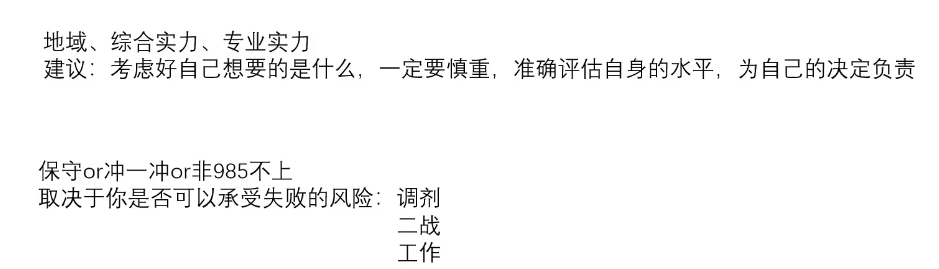 地域、综合实力、专业实力
建议：考虑好自己想要的是什么，一定要慎重，准确评估自身的水平，为自己的决定负责
保守or冲一冲or非985不上
取决于你是否可以承受失败的风险：调剂
二战
工作